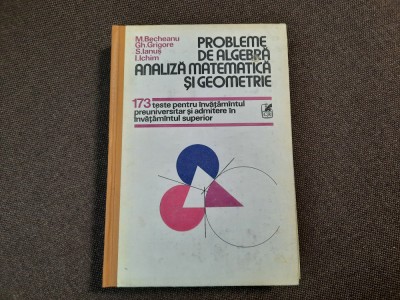 M.Becheanu
Gh.Grigore
S.Ianuș
I.Ichim
PROBLEME
DE ALGEBRĂ
ANALIZĂ MATEMATICĂ
ȘI GEOMETRIE
173 teste pentru învățămîntul
preuniversitar și admitere în
învățămîntul superior